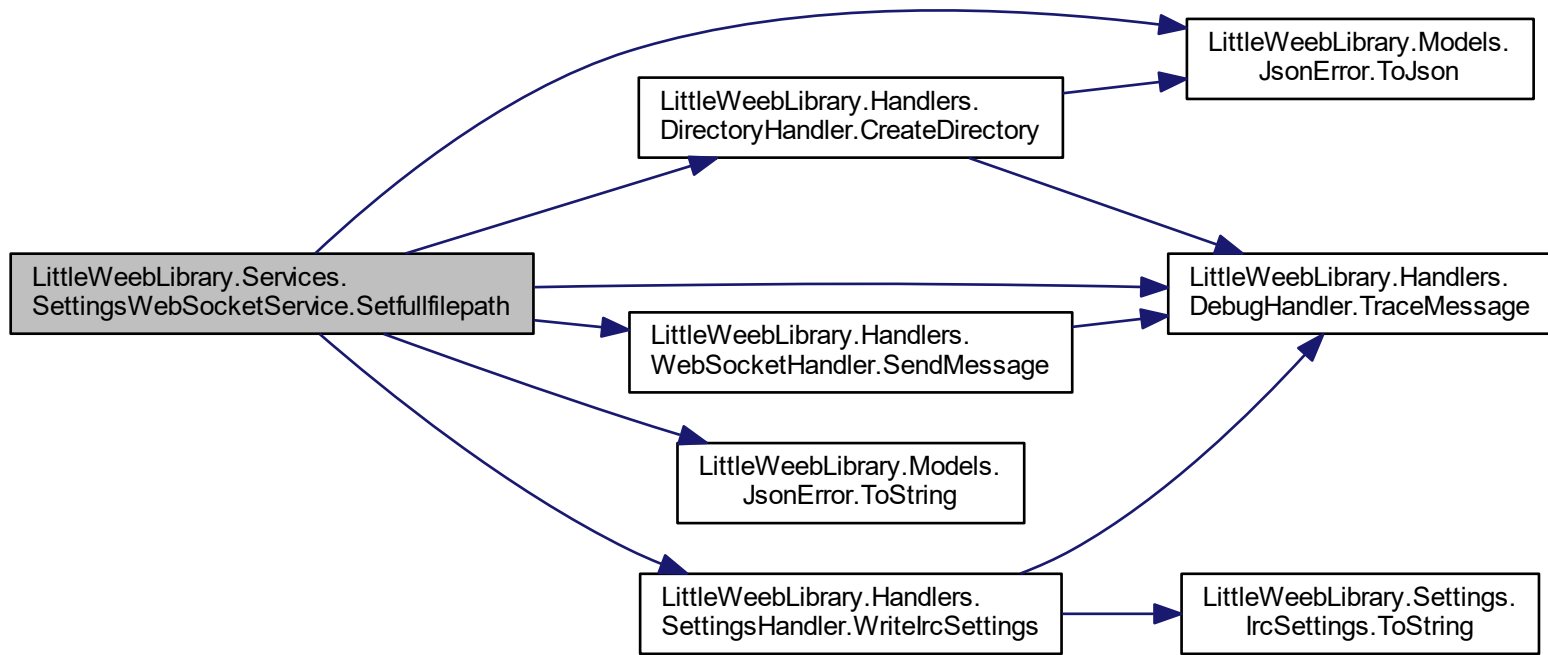 LittleWeebLibrary.Models.
JsonError.ToJson
LittleWeebLibrary.Handlers.
DirectoryHandler.CreateDirectory
LittleWeebLibrary.Services.
SettingsWebSocketService.Setfullfilepath
LittleWeebLibrary.Handlers.
DebugHandler.TraceMessage
LittleWeebLibrary.Handlers.
WebSocketHandler.SendMessage
LittleWeebLibrary.Models.
JsonError.ToString
LittleWeebLibrary.Handlers.
SettingsHandler.WriteIrcSettings
LittleWeebLibrary.Settings.
IrcSettings.ToString